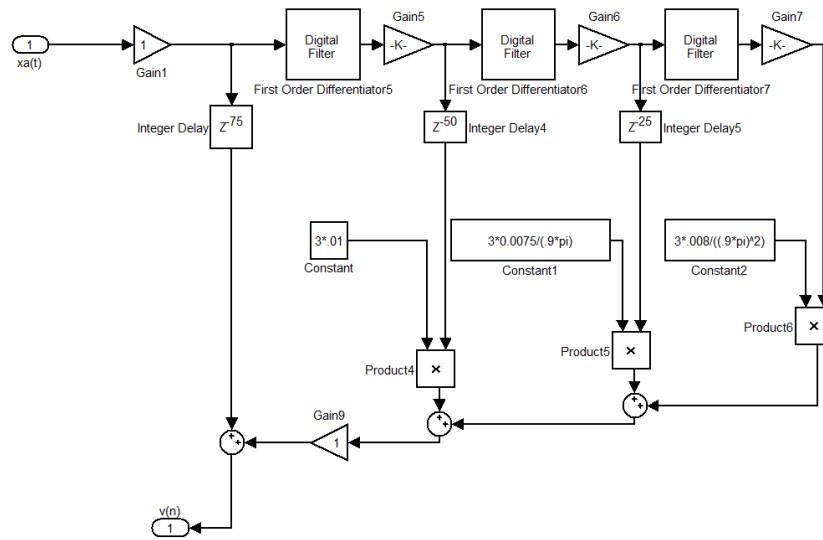 Gain5
Gain6
Gain7
1
xa(t)
1
Gain1
Digital
Filter
-K-
Digital
Filter
-K-
Digital
Filter
-K-
First Order Differentiator5
First Order Differentiator6
First Order Differentiator7
Integer Delay
Z-75
Z-50
Integer Delay4
Z-25
Integer Delay5
3*.01
Constant
3*0.0075/(.9*pi)
Constant1
3*.008/((.9*pi)^2)
Constant2
Product6
×
Product5
×
Product4
×
Gain9
1
+
+
+
+
+
+
v(n)
1